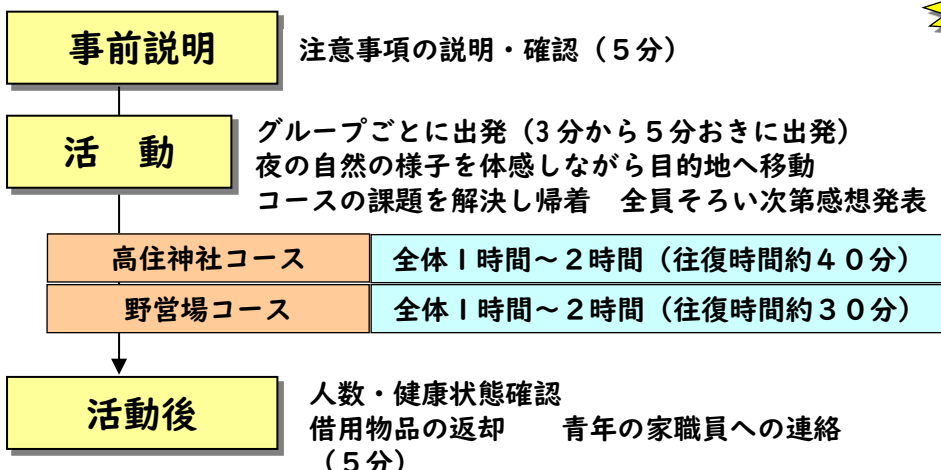 事前説明
注意事項の説明・確認（５分）
活　動
グループごとに出発（3分から５分おきに出発）
夜の自然の様子を体感しながら目的地へ移動
コースの課題を解決し帰着　全員そろい次第感想発表
高住神社コース　全体１時間～２時間（往復時間約４０分）
野営場コース　全体１時間～２時間（往復時間約３０分）
活動後
人数・健康状態確認
借用物品の返却　　青年の家職員への連絡
（５分）